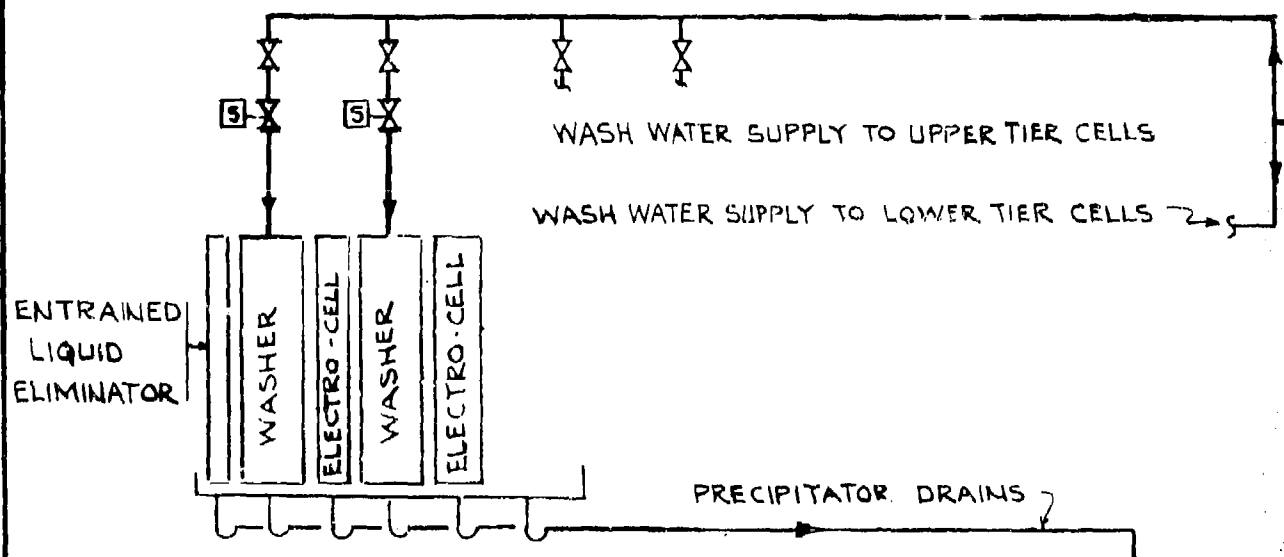 S
S
WASH WATER SUPPLY TO UPPER TIER CELLS
WASH WATER SUPPLY TO LOWER TIER CELLS
ENTRAINED
LIQUID
ELIMINATOR
WASHER
ELECTRO-CELL
WASHER
ELECTRO-CELL
PRECIPITATOR DRAINS